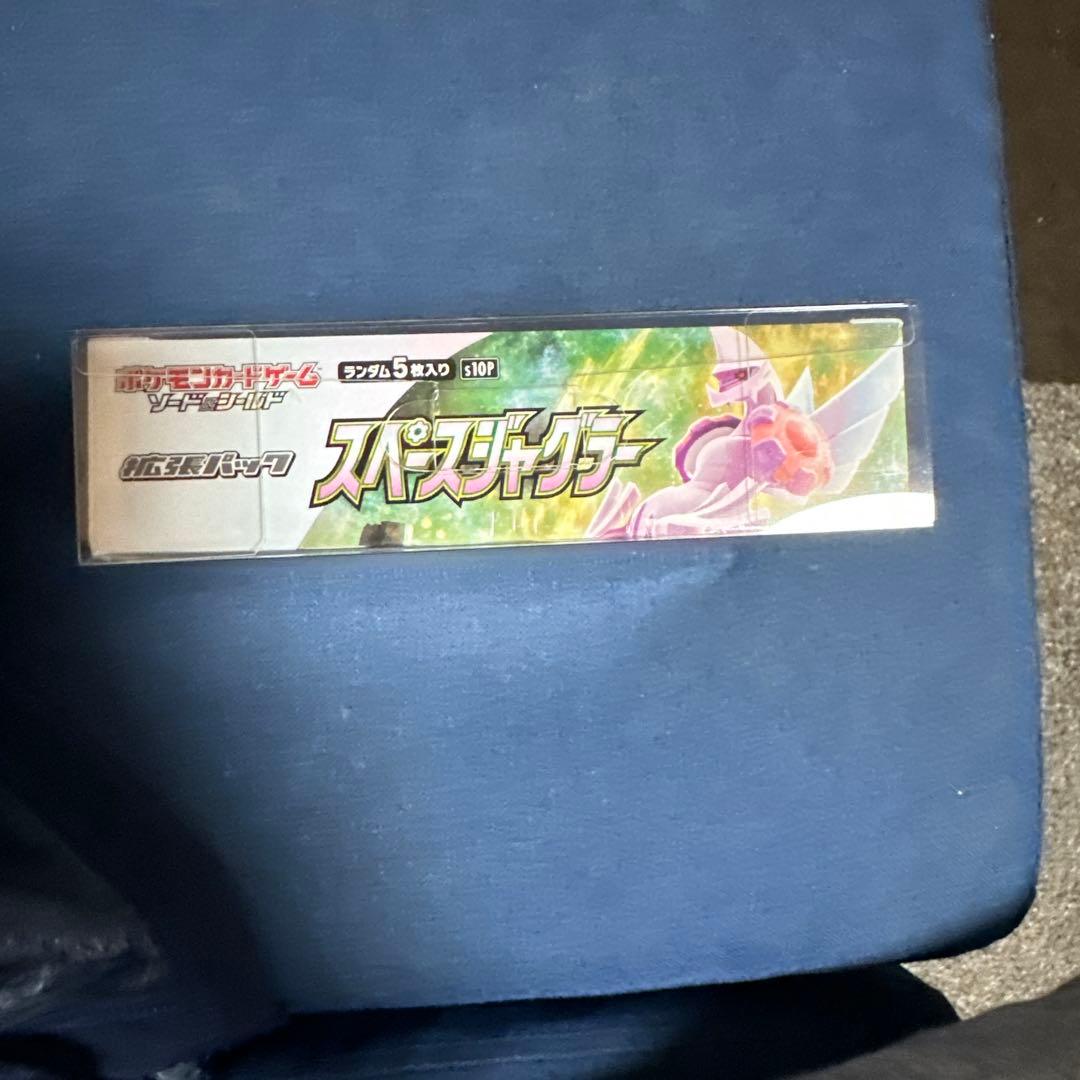 ポケモンカードゲーム
ソード&シールド
ランダム5枚入り s10P
拡張パック
スペースジャグラー